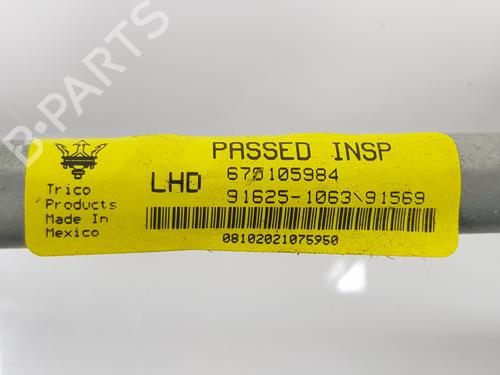 B-PARTS
PASSED INSP
LHD 670105984
91625-1063\91569
Trico
Products
Made In
Mexico
08102021075950